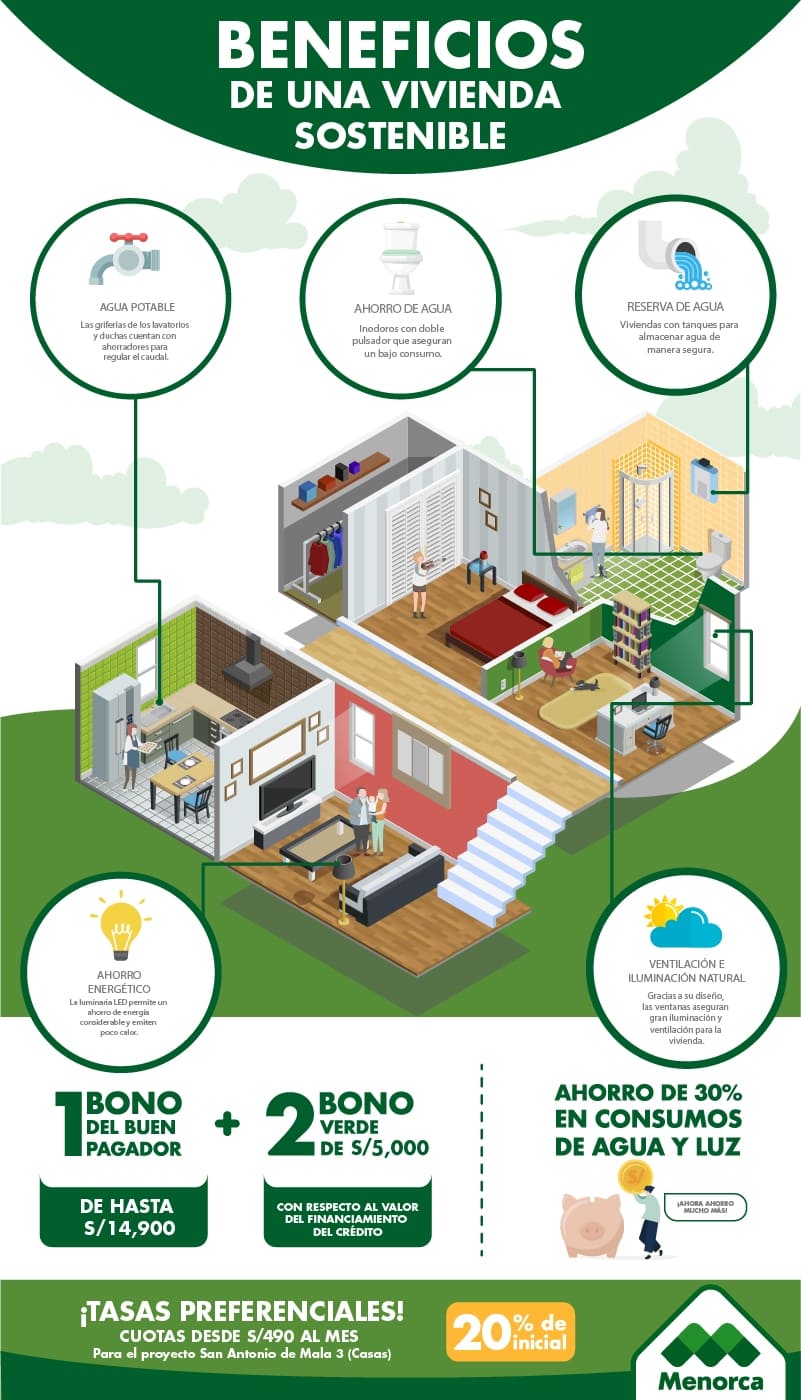 BENEFICIOS
DE UNA VIVIENDA
SOSTENIBLE
AGUA POTABLE
Las griferías de los lavatorios
y duchas cuentan con
ahorradores para
regular el caudal.
AHORRO DE AGUA
Inodoros con doble
pulsador que aseguran
un bajo consumo.
RESERVA DE AGUA
Viviendas con tanques para
almacenar agua de
manera segura.
AHORRO
ENERGÉTICO
La luminaria LED permite un
ahorro de energía
considerable y emiten
poco calor.
VENTILACIÓN E
ILUMINACIÓN NATURAL
Gracias a su diseño,
las ventanas aseguran
gran iluminación y
ventilación para la
vivienda.
1 BONO
DEL BUEN
PAGADOR
DE HASTA
S/14,900
+
2 BONO
VERDE
DE S/5,000
CON RESPECTO AL VALOR
DEL FINANCIAMIENTO
DEL CRÉDITO
AHORRO DE 30%
EN CONSUMOS
DE AGUA Y LUZ
S/
¡AHORA AHORRO
MUCHO MÁS!
¡TASAS PREFERENCIALES!
CUOTAS DESDE S/490 AL MES
Para el proyecto San Antonio de Mala 3 (Casas)
20% de
inicial
Menorca